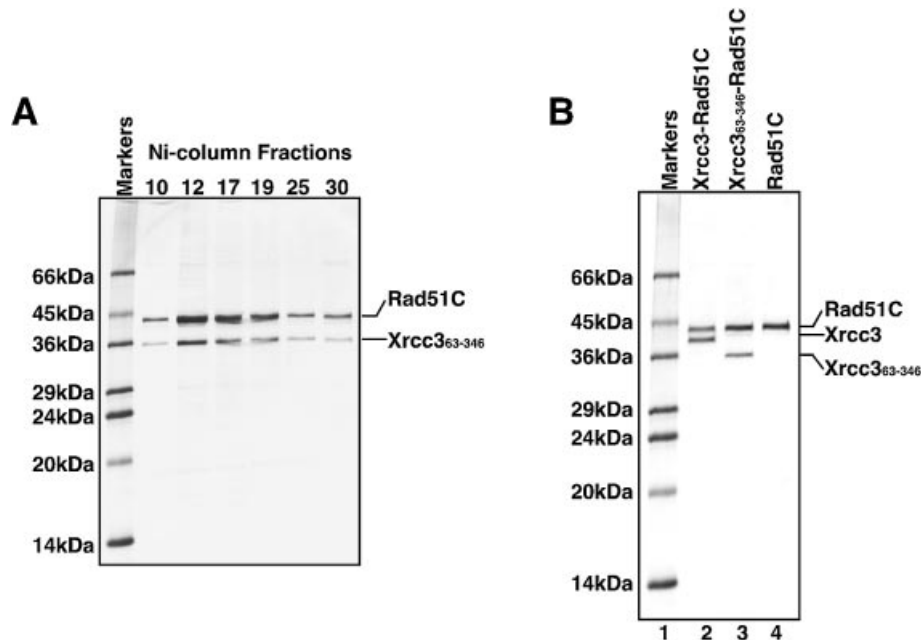 A
Markers
Ni-column Fractions
10 12 17 19 25 30
66kDa
45kDa
36kDa
29kDa
24kDa
20kDa
14kDa
Rad51C
Xrcc363-346
B
Markers
Xrcc3-Rad51C
Xrcc363-346-Rad51C
Rad51C
66kDa
45kDa
36kDa
29kDa
24kDa
20kDa
14kDa
Rad51C
Xrcc3
Xrcc363-346
1 2 3 4